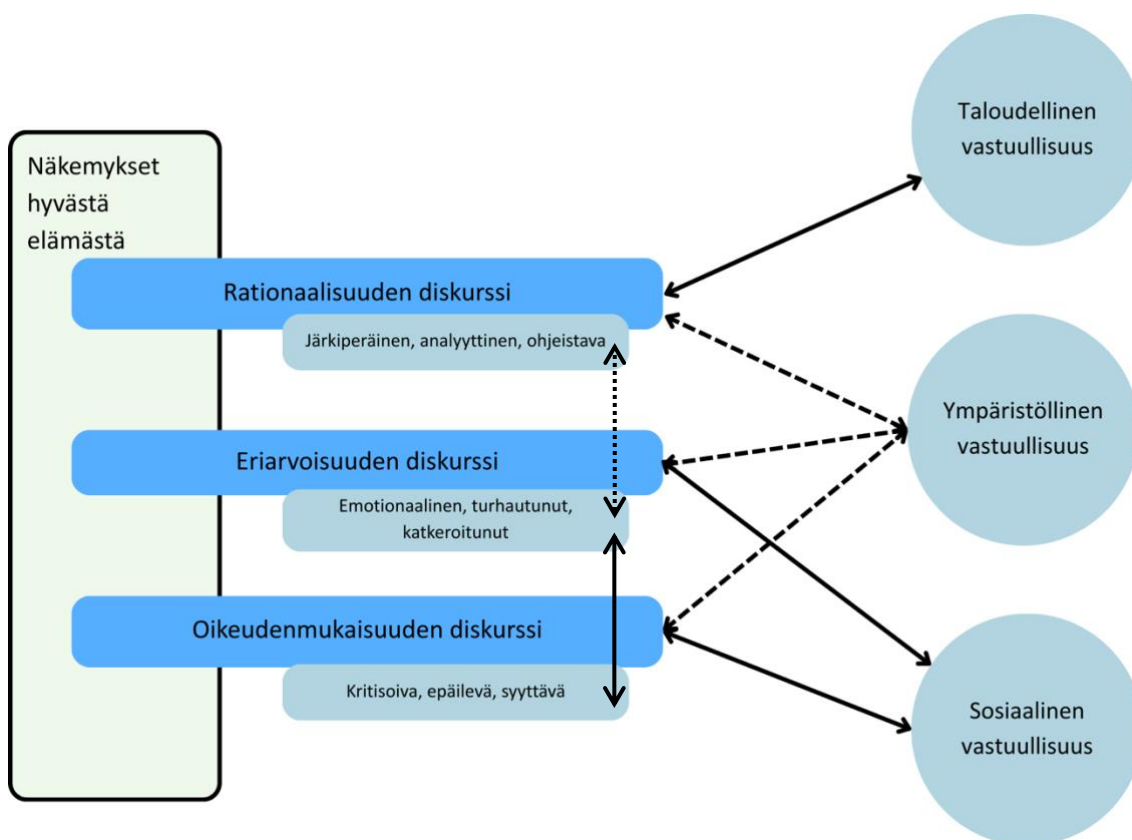 Näkemykset
hyvästä
elämästä
Rationaalisuuden diskurssi
Järkiperäinen, analyyttinen, ohjeistava
Eriarvoisuuden diskurssi
Emotionaalinen, turhautunut,
katkeroitunut
Oikeudenmukaisuuden diskurssi
Kritisoiva, epäilevä, syyttävä
Taloudellinen
vastuullisuus
Ympäristöllinen
vastuullisuus
Sosiaalinen
vastuullisuus